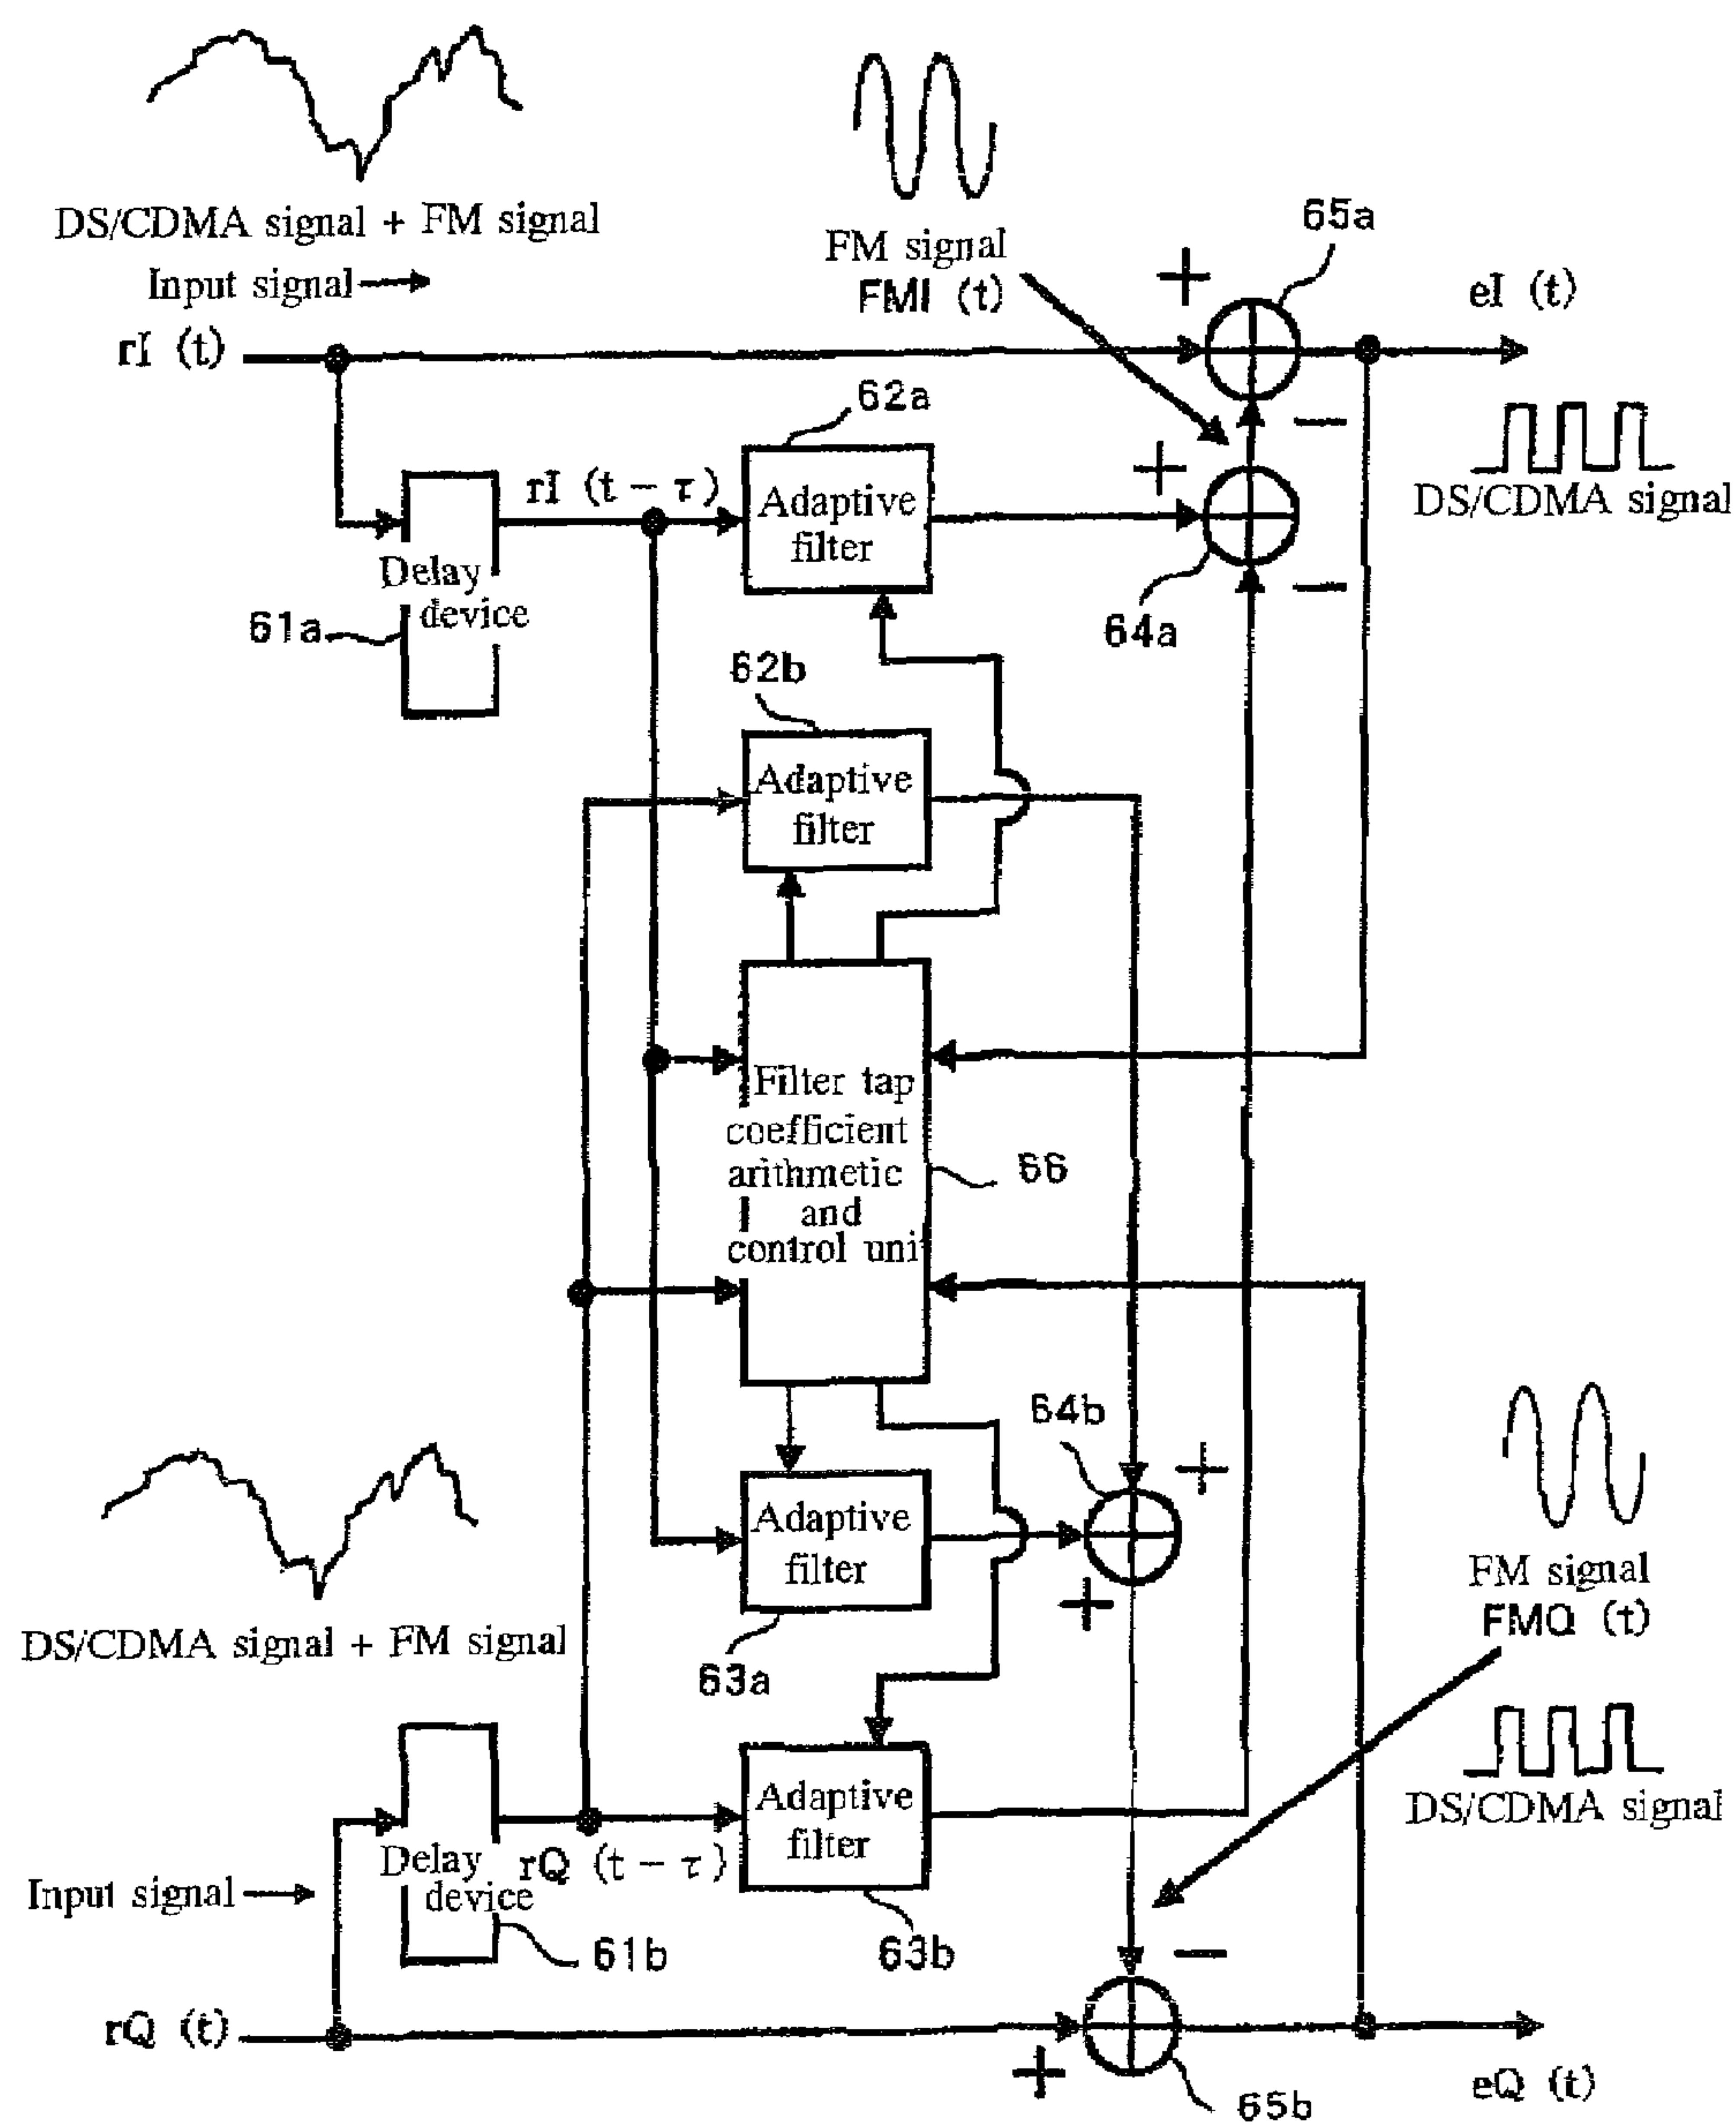 DS/CDMA signal + FM signal
Input signal
rI (t)
FM signal
FMI (t)
+
65a
eI (t)
−
DS/CDMA signal
62a
Adaptive
filter
rI (t − τ)
+
−
64a
Delay
device
61a
62b
Adaptive
filter
Filter tap
coefficient
arithmetic
and
control uni
66
64b
+
+
Adaptive
filter
63a
DS/CDMA signal + FM signal
FM signal
FMQ (t)
DS/CDMA signal
Adaptive
filter
63b
Delay
device
rQ (t − τ)
61b
Input signal
rQ (t)
−
+
65b
eQ (t)